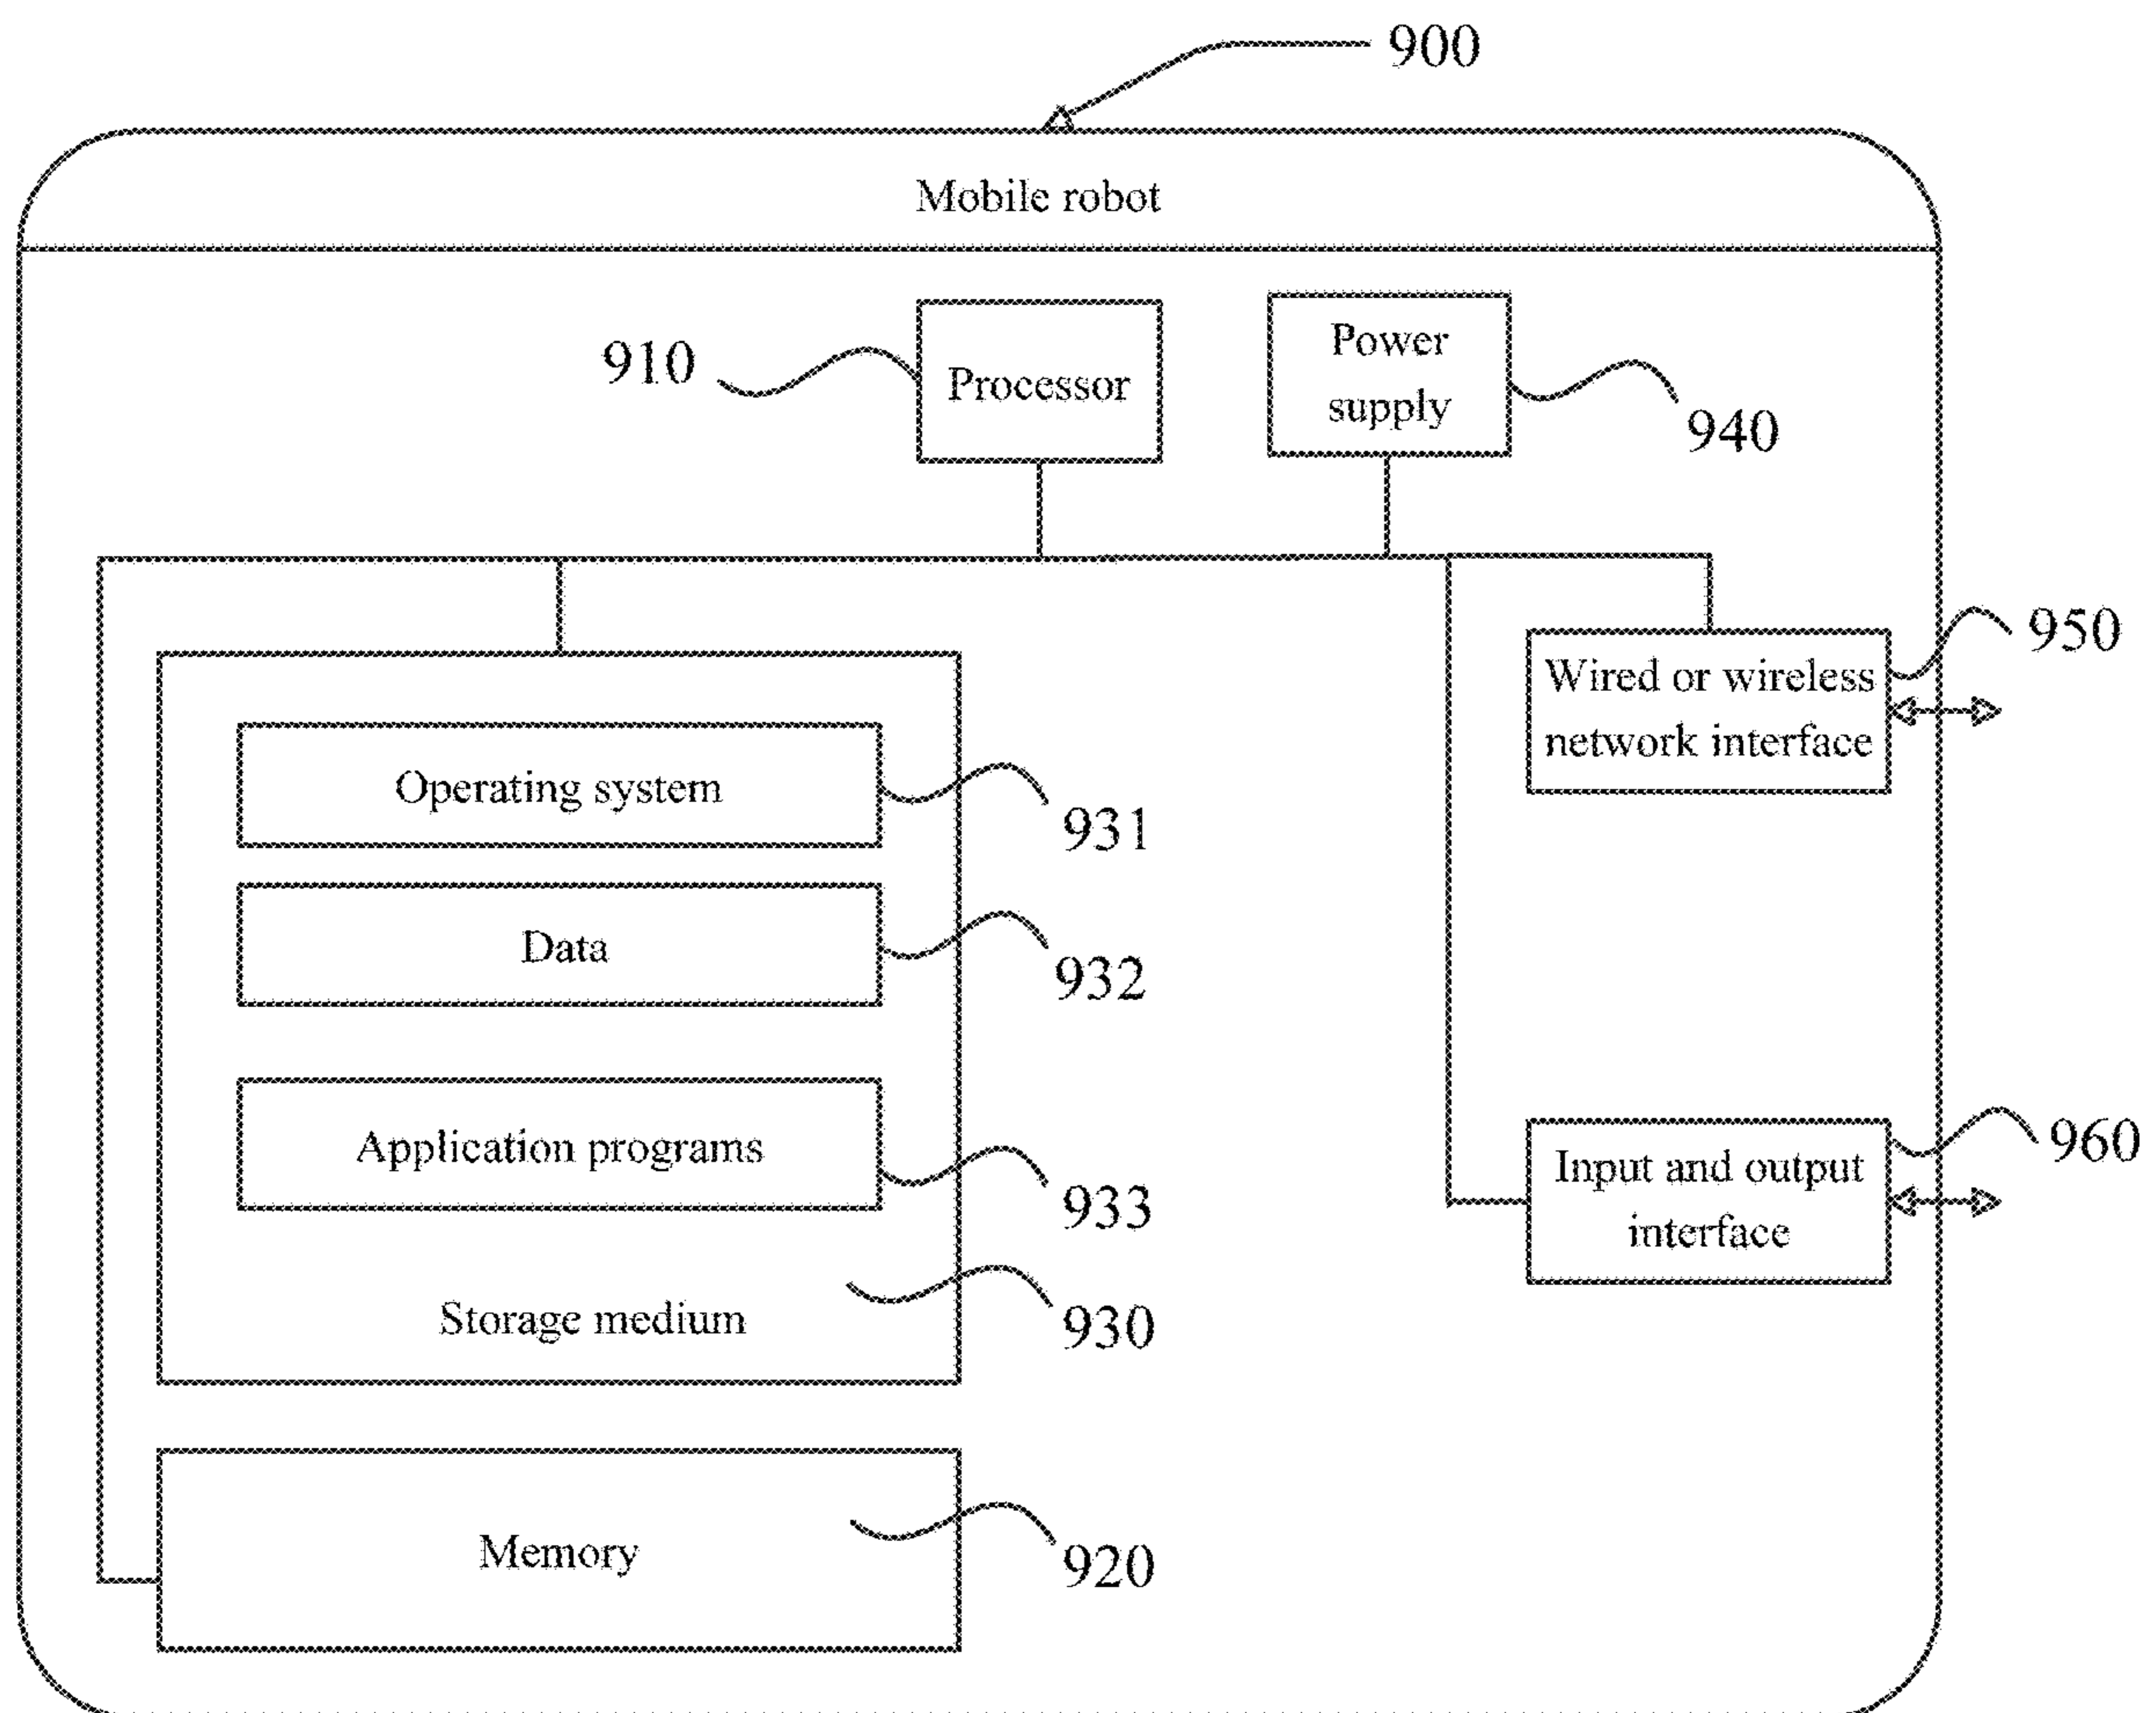 900
Mobile robot
910
Processor
Power
supply
940
950
Wired or wireless
network interface
Operating system
931
Data
932
Application programs
933
960
Input and output
interface
Storage medium
930
Memory
920